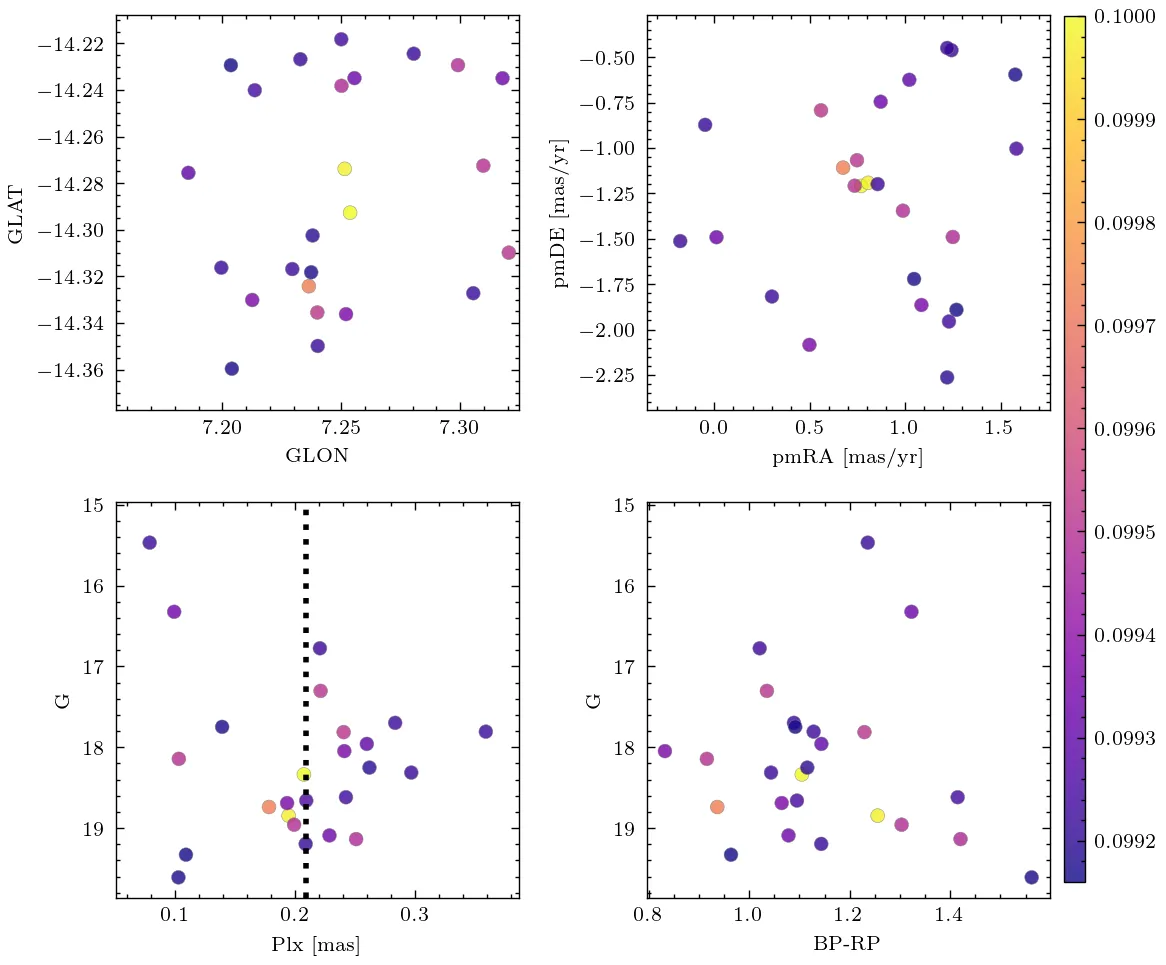 −14.22
−14.24
−14.26
−14.28
−14.30
−14.32
−14.34
−14.36
GLAT
7.20 7.25 7.30
GLON
−0.50
−0.75
−1.00
−1.25
−1.50
−1.75
−2.00
−2.25
pmDE [mas/yr]
0.0 0.5 1.0 1.5
pmRA [mas/yr]
15
16
17
18
19
G
0.1 0.2 0.3
Plx [mas]
15
16
17
18
19
G
0.8 1.0 1.2 1.4
BP-RP
0.1000
0.0999
0.0998
0.0997
0.0996
0.0995
0.0994
0.0993
0.0992